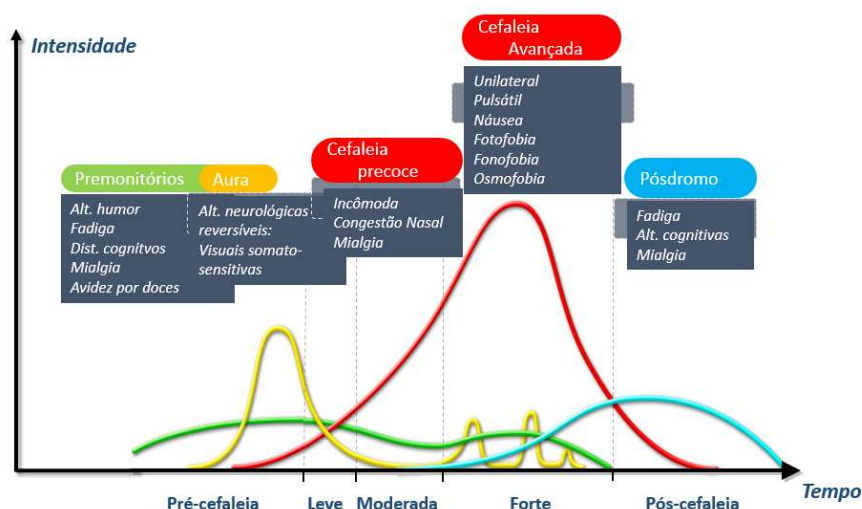 Intensidade
Premonitórios
Alt. humor
Fadiga
Dist. cognitvos
Mialgia
Avidez por doces
Aura
Alt. neurológicas
reversíveis:
Visuais somato-
sensitivas
Cefaleia
precoce
Incômoda
Congestão Nasal
Mialgia
Cefaleia
Avançada
Unilateral
Pulsátil
Náusea
Fotofobia
Fonofobia
Osmofobia
Pósdromo
Fadiga
Alt. cognitivas
Mialgia
Tempo
Pré-cefaleia
Leve
Moderada
Forte
Pós-cefaleia